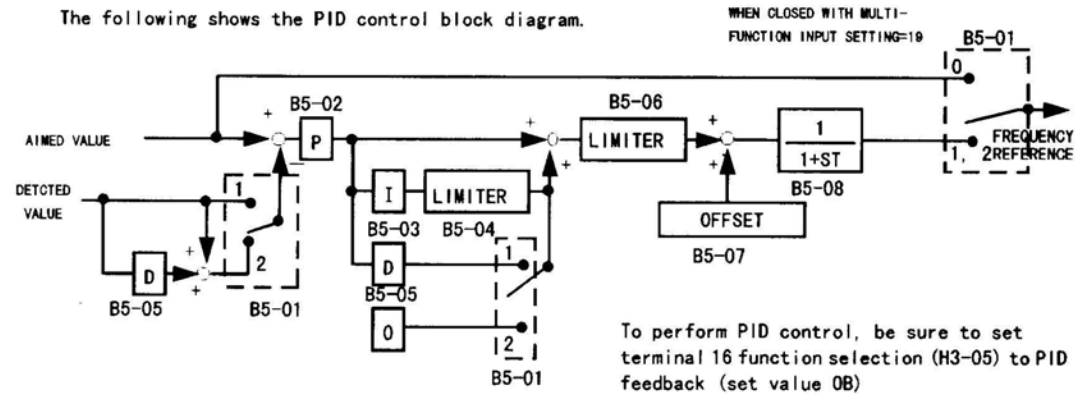 The following shows the PID control block diagram.
WHEN CLOSED WITH MULTI-
FUNCTION INPUT SETTING=19
B5-01
0
B5-02
B5-06
AIMED VALUE
+
P
+
LIMITER
+
1
1+ST
FREQUENCY
REFERENCE
1, 2
−
+
+
B5-08
DETCTED
VALUE
1
I
LIMITER
OFFSET
B5-03
B5-04
B5-07
+
2
D
+
B5-05
B5-01
D
1
B5-05
0
2
B5-01
To perform PID control, be sure to set
terminal 16 function selection (H3-05) to PID
feedback (set value 0B)